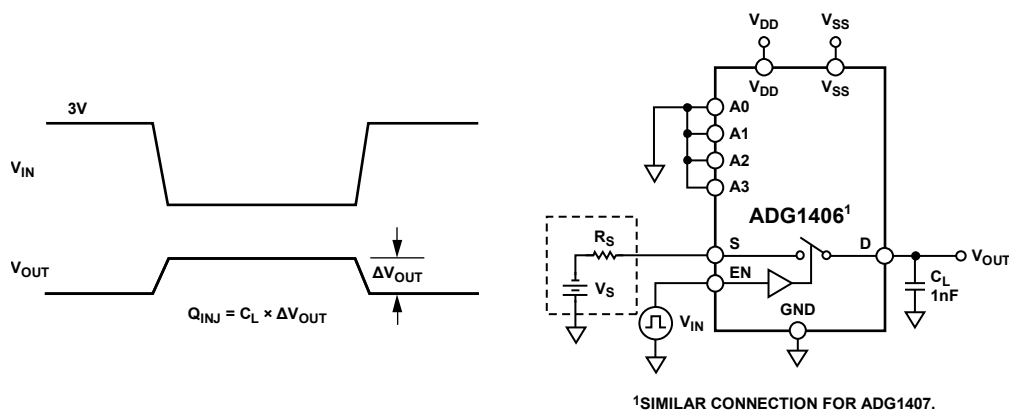 3V
V_IN
V_OUT
ΔV_OUT
Q_INJ = C_L × ΔV_OUT
V_DD
V_SS
V_DD
V_SS
A0
A1
A2
A3
ADG1406¹
R_S
S
D
V_OUT
V_S
EN
C_L
1nF
V_IN
GND
¹SIMILAR CONNECTION FOR ADG1407.